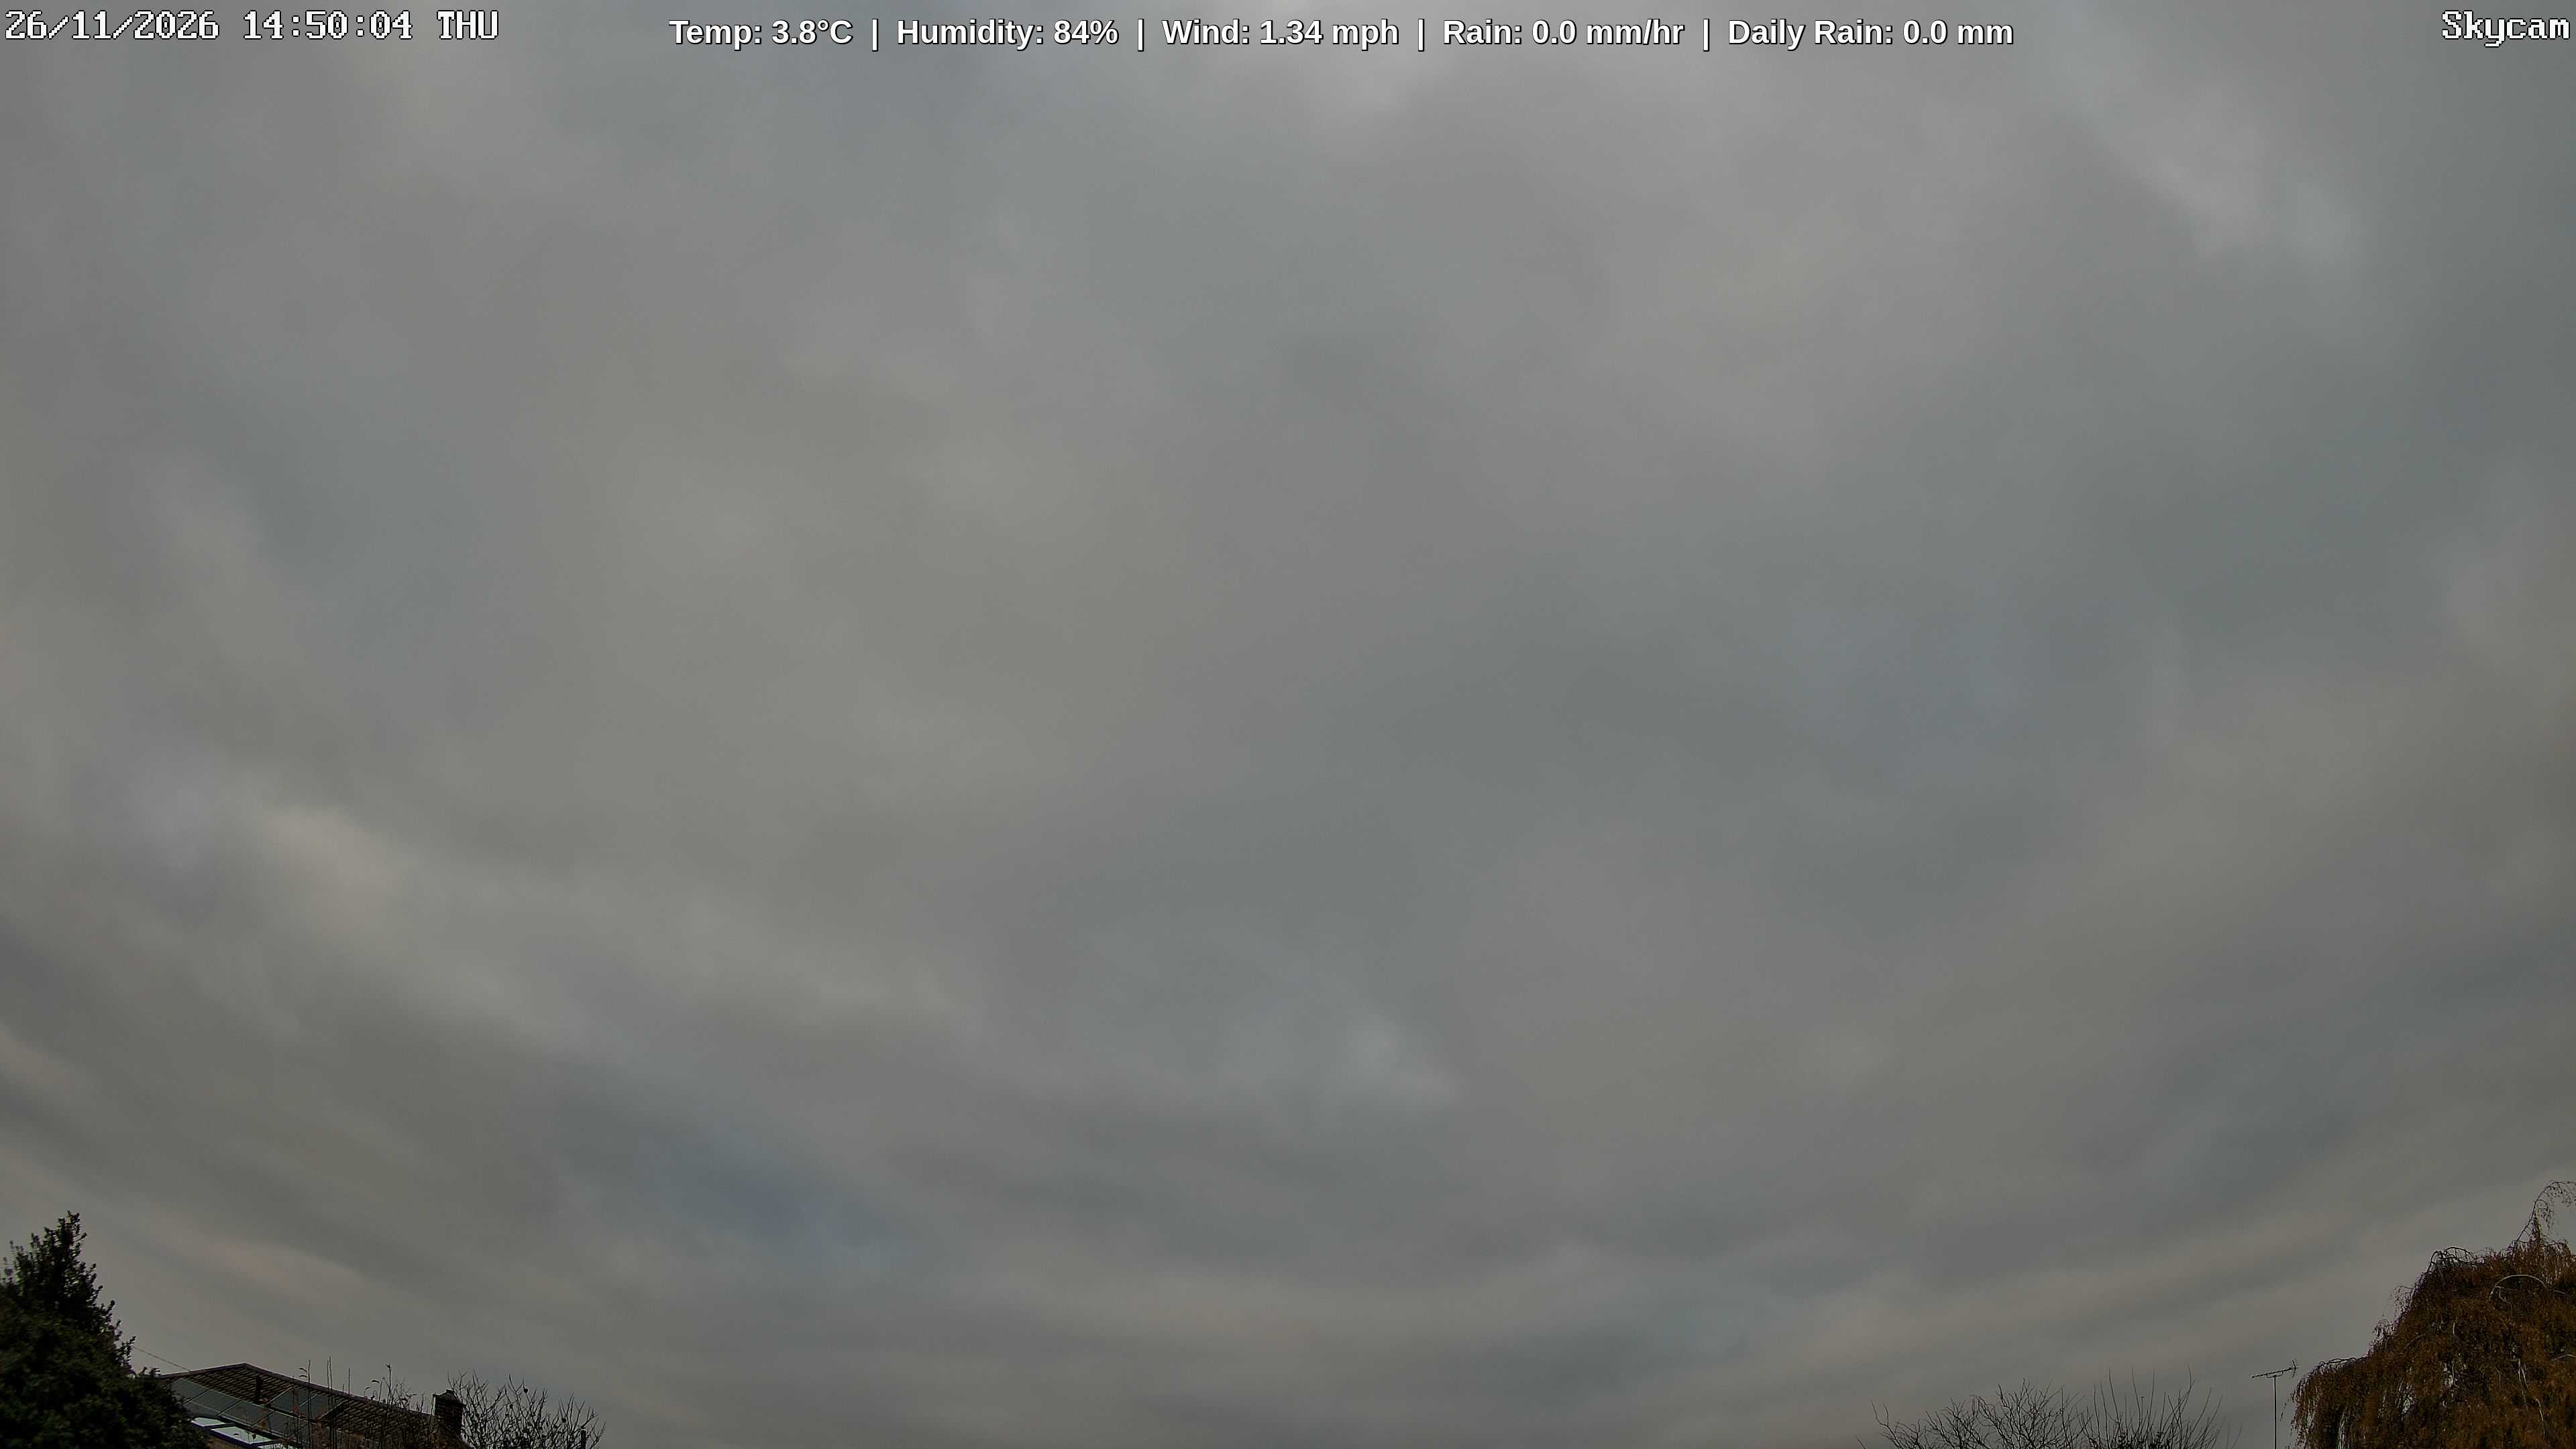 26/11/2026 14:50:04 THU
Temp: 3.8°C | Humidity: 84% | Wind: 1.34 mph | Rain: 0.0 mm/hr | Daily Rain: 0.0 mm
Skycam